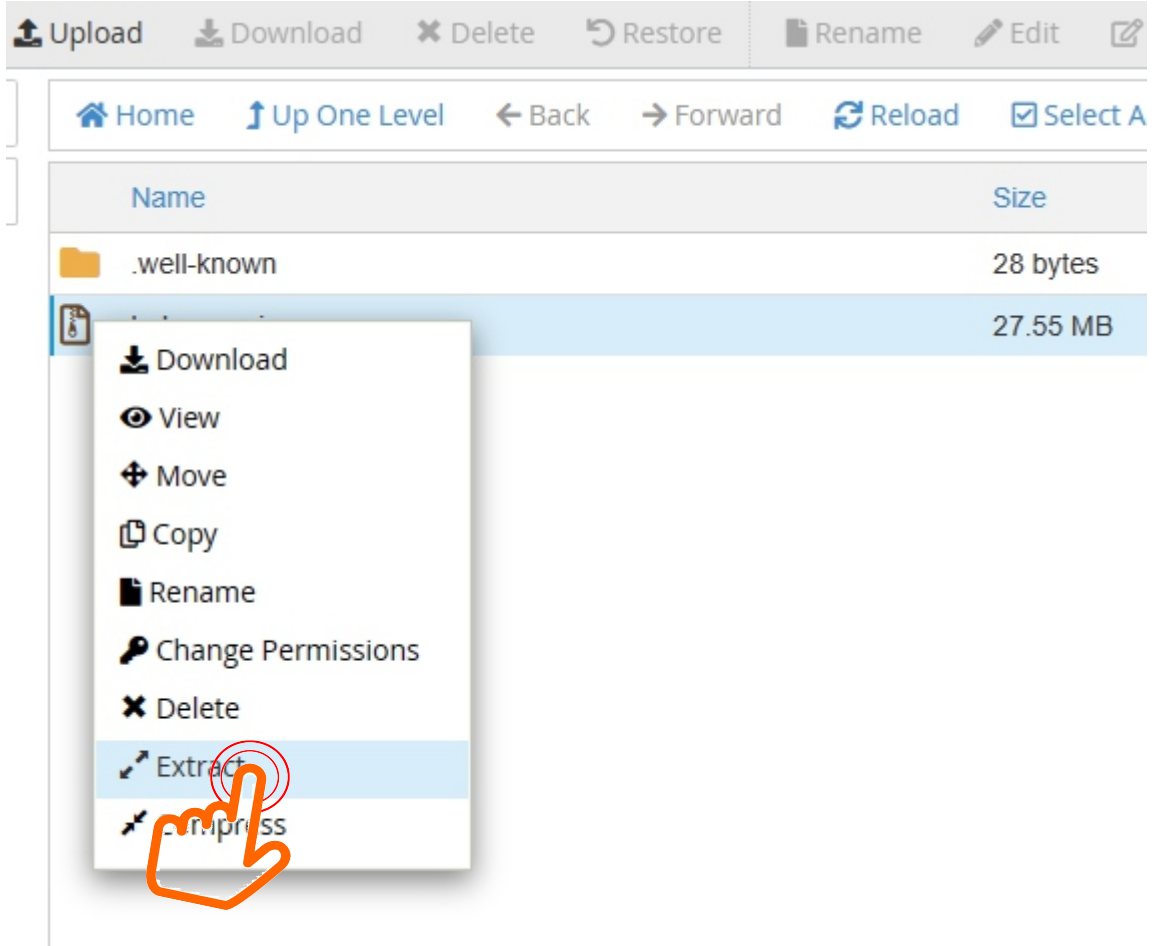 Upload Download Delete Restore Rename Edit
Home Up One Level Back Forward Reload Select A
Name Size
.well-known 28 bytes
27.55 MB
Download
View
Move
Copy
Rename
Change Permissions
Delete
Extract
Compress